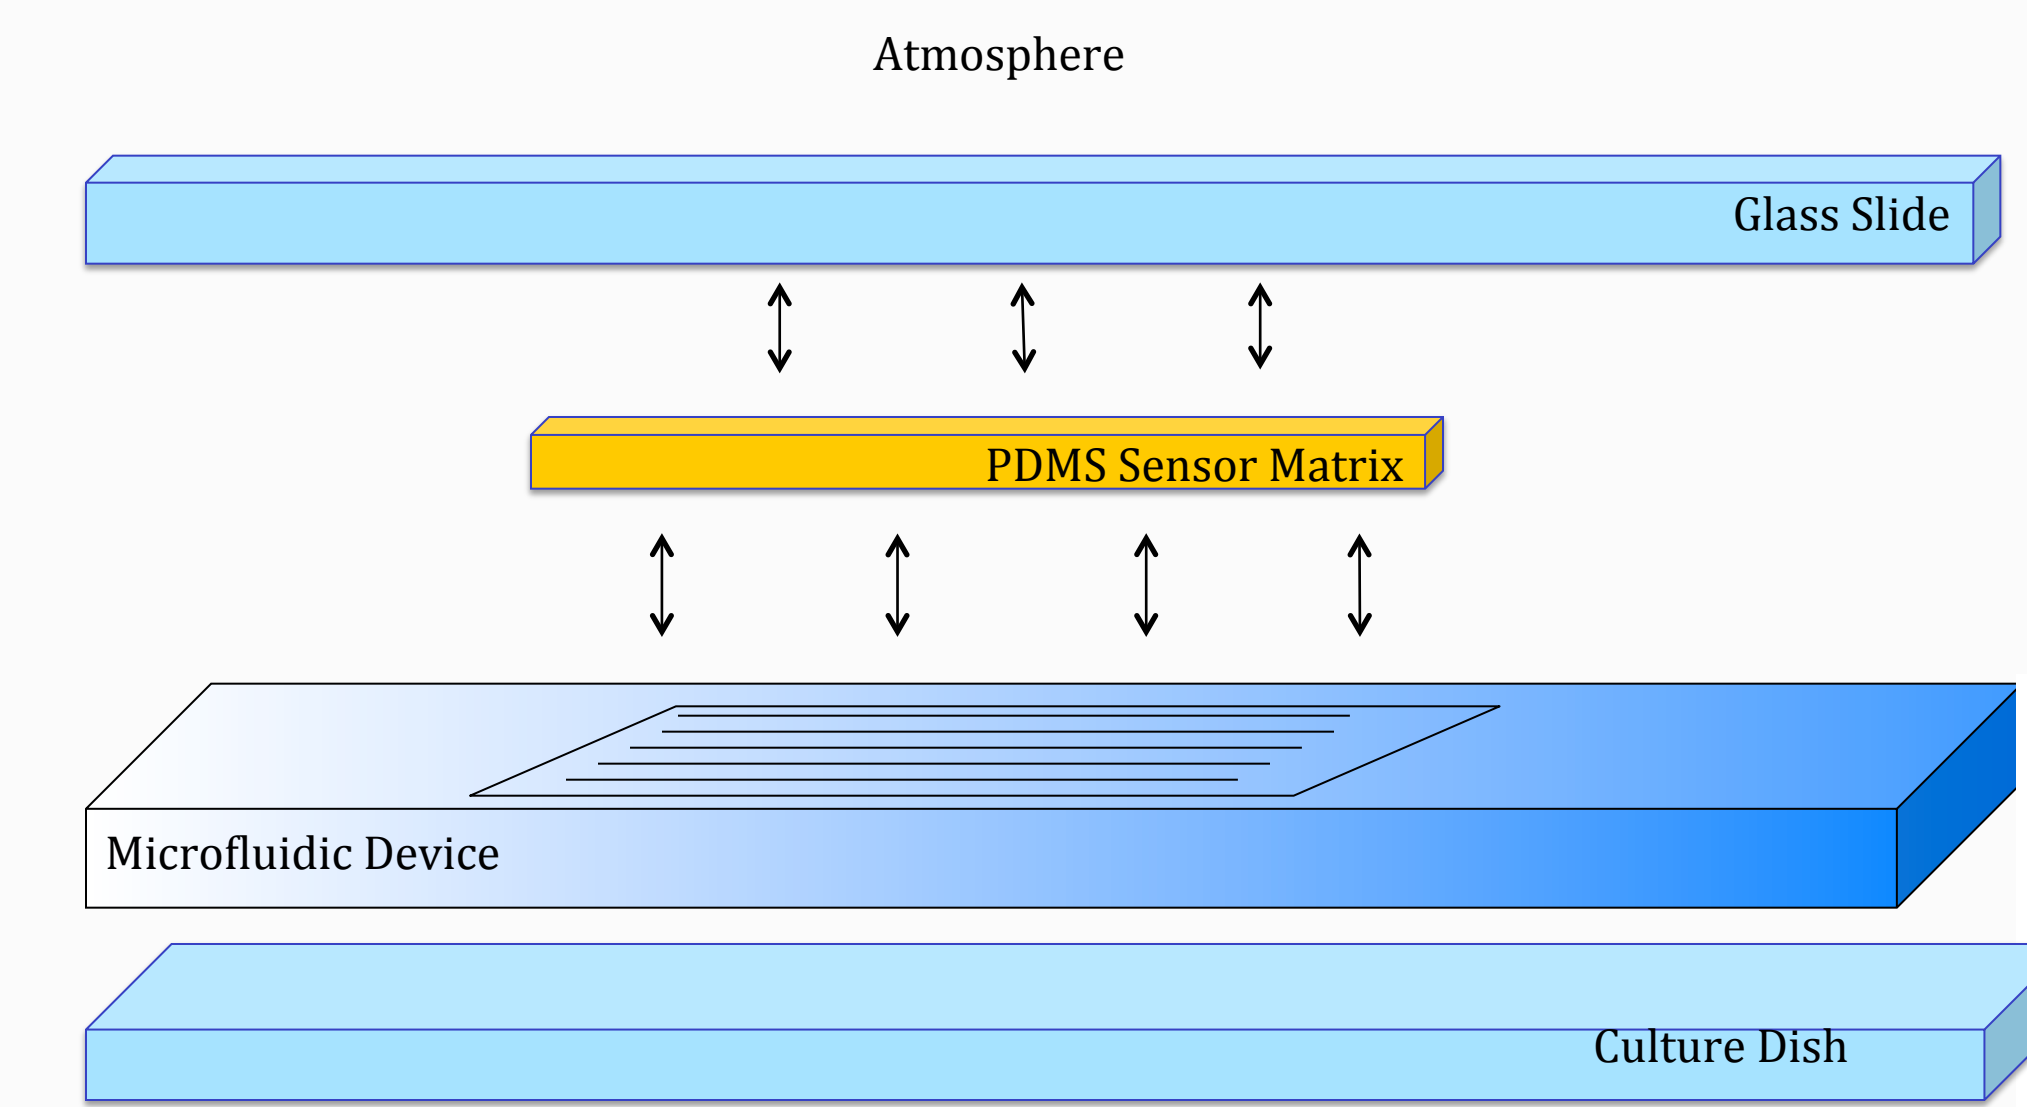 Atmosphere
Glass Slide
PDMS Sensor Matrix
Microfluidic Device
Culture Dish